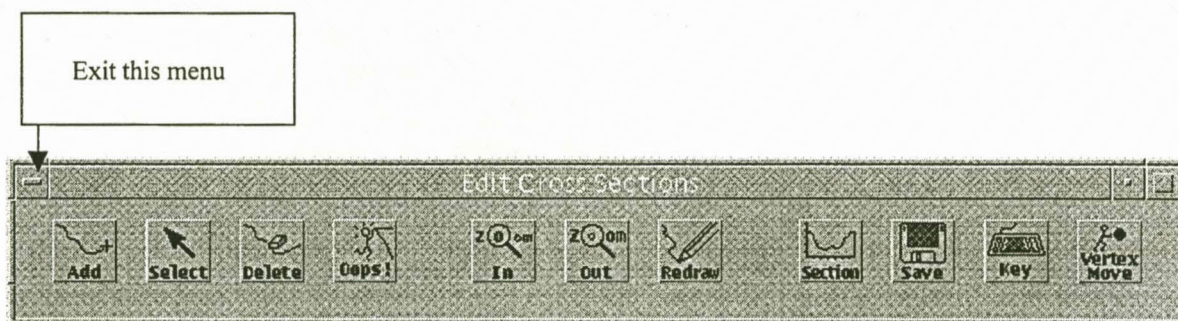 Exit this menu
Edit Cross Sections
Add Select Delete Oops! Zoom In Zoom Out Redraw Section Save Key Vertex Move